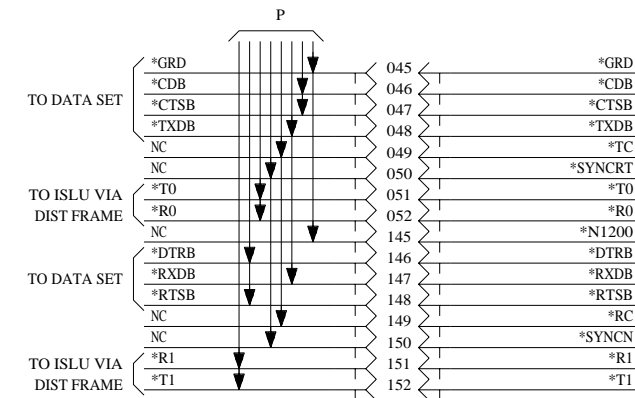 P
*GRD 045 *GRD
*CDB 046 *CDB
TO DATA SET *CTSB 047 *CTSB
*TXDB 048 *TXDB
NC 049 *TC
NC 050 *SYNCRT
TO ISLU VIA *T0 051 *T0
DIST FRAME *R0 052 *R0
NC 145 *N1200
*DTRB 146 *DTRB
TO DATA SET *RXDB 147 *RXDB
*RTSB 148 *RTSB
NC 149 *RC
NC 150 *SYNCN
TO ISLU VIA *R1 151 *R1
DIST FRAME *T1 152 *T1